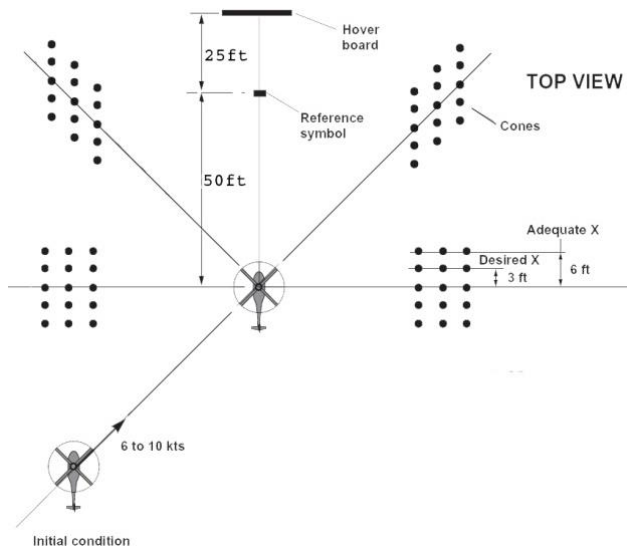 Hover
board
25ft
TOP VIEW
Reference
symbol
Cones
50ft
Adequate X
Desired X
3 ft
6 ft
6 to 10 kts
Initial condition